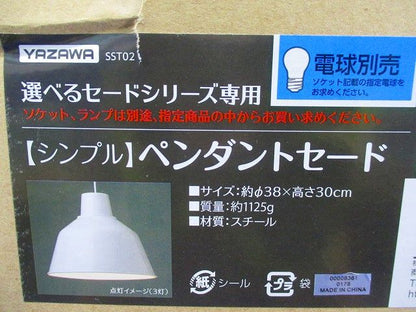 YAZAWA SST02
電球別売
ソケット記載の指定電球を
お求めください。
選べるセードシリーズ専用
ソケット、ランプは別途、指定商品の中からお買い求めください。
【シンプル】ペンダントセード
■サイズ：約φ38×高さ30cm
■質量：約1125g
■材質：スチール
点灯イメージ（3灯）
紙 シール
プラ 袋
0178
MADE IN CHINA